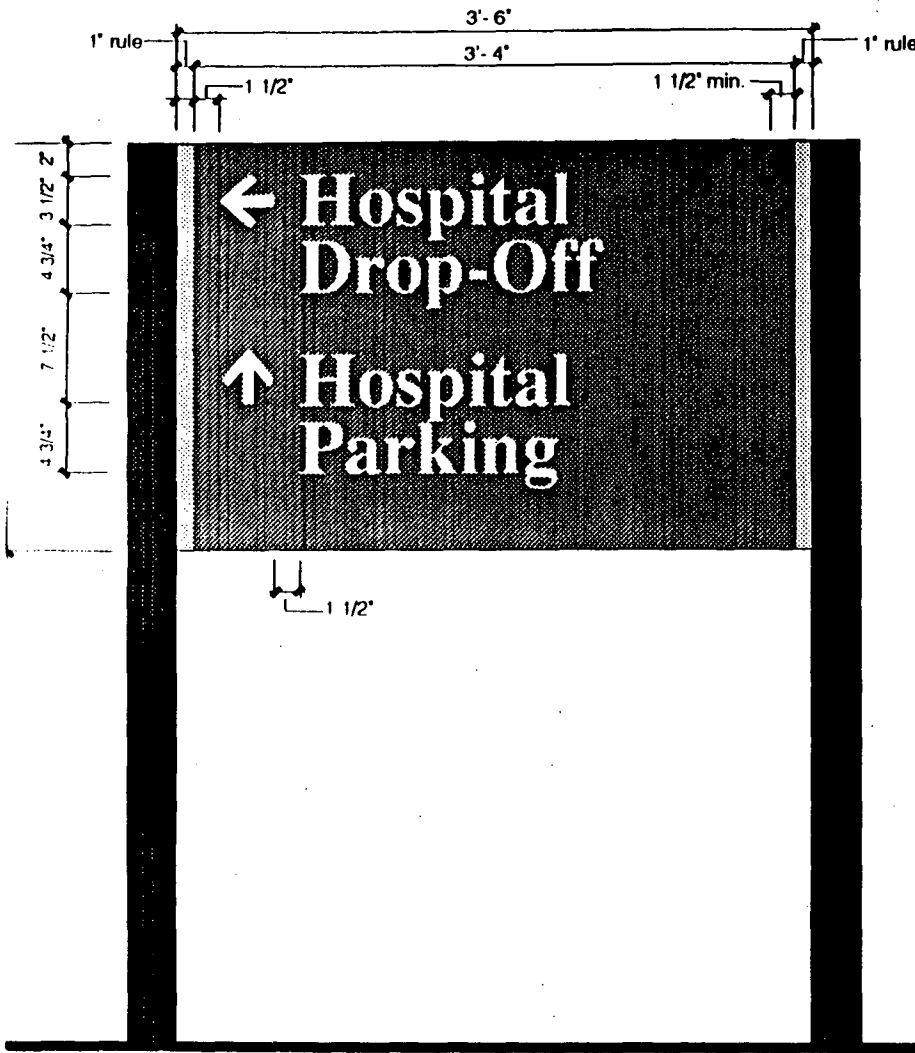 3'- 6"
1" rule
3'- 4"
1" rule
1 1/2"
1 1/2" min.
2"
3 1/2"
4 3/4"
7 1/2"
4 3/4"
← Hospital
Drop-Off
↑ Hospital
Parking
1 1/2"